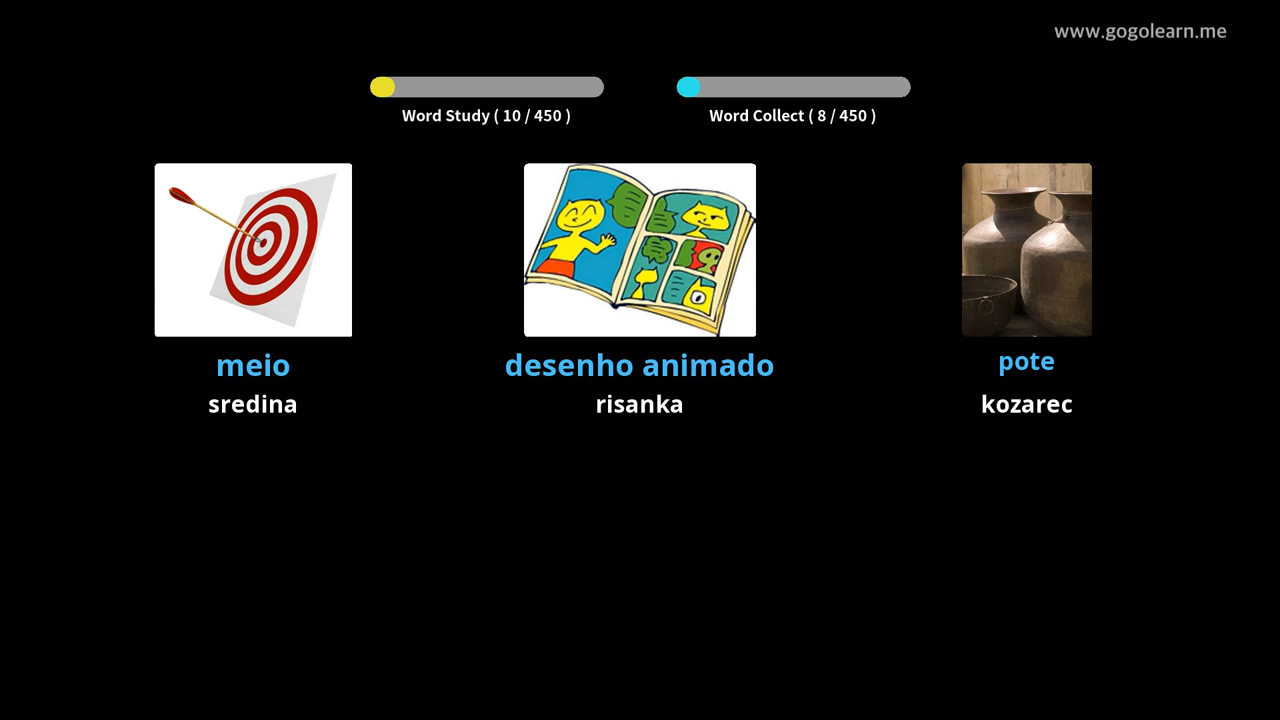 www.gogolearn.me
Word Study ( 10 / 450 )
Word Collect ( 8 / 450 )
meio
desenho animado
pote
sredina
risanka
kozarec